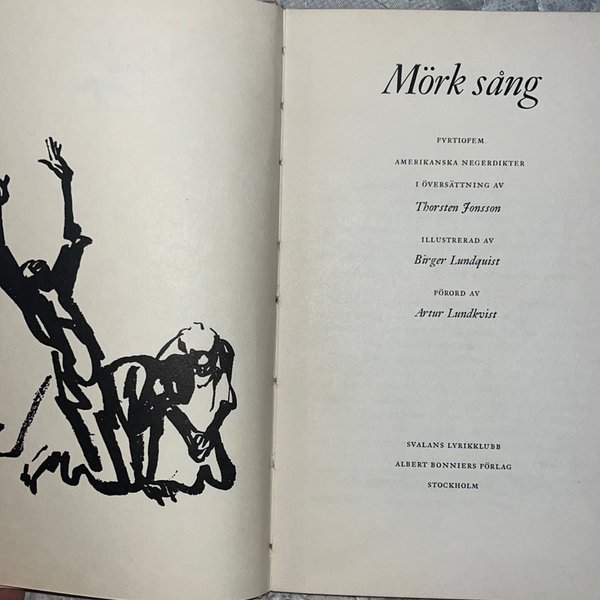 Mörk sång
FYRTIOFEM
AMERIKANSKA NEGERDIKTER
I ÖVERSÄTTNING AV
Thorsten Jonsson
ILLUSTRERAD AV
Birger Lundquist
FÖRORD AV
Artur Lundkvist
SVALANS LYRIKKLUBB
ALBERT BONNIERS FÖRLAG
STOCKHOLM